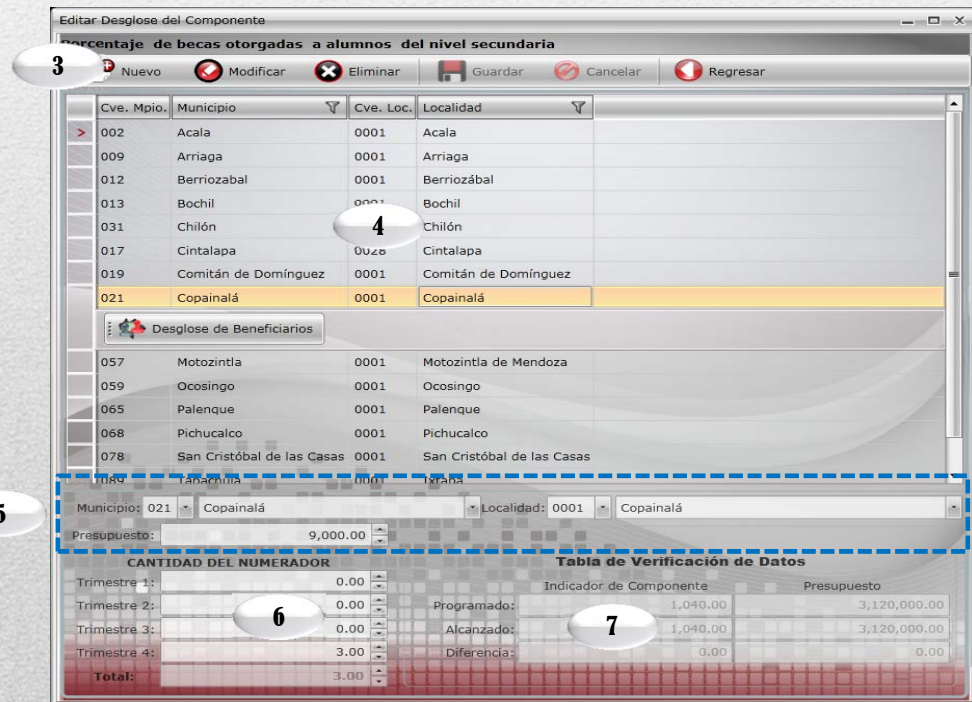 Editar Desglose del Componente
Porcentaje de becas otorgadas a alumnos del nivel secundaria
3 Nuevo Modificar Eliminar Guardar Cancelar Regresar
Cve. Mpio. Municipio Cve. Loc. Localidad
> 002 Acala 0001 Acala
009 Arriaga 0001 Arriaga
012 Berriozabal 0001 Berriozábal
013 Bochil 0001 Bochil
031 Chilón 4 Chilón
017 Cintalapa 0028 Cintalapa
019 Comitán de Domínguez 0001 Comitán de Domínguez
021 Copainalá 0001 Copainalá
Desglose de Beneficiarios
057 Motozintla 0001 Motozintla de Mendoza
059 Ocosingo 0001 Ocosingo
065 Palenque 0001 Palenque
068 Pichucalco 0001 Pichucalco
078 San Cristóbal de las Casas 0001 San Cristóbal de las Casas
089 Tapachula 0001 Ixtapa
5
Municipio: 021 Copainalá Localidad: 0001 Copainalá
Presupuesto: 9,000.00
CANTIDAD DEL NUMERADOR Tabla de Verificación de Datos
Trimestre 1: 0.00 Indicador de Componente Presupuesto
Trimestre 2: 0.00 Programado: 1,040.00 3,120,000.00
Trimestre 3: 0.00 Alcanzado: 1,040.00 3,120,000.00
6 7
Trimestre 4: 3.00 Diferencia: 0.00 0.00
Total: 3.00